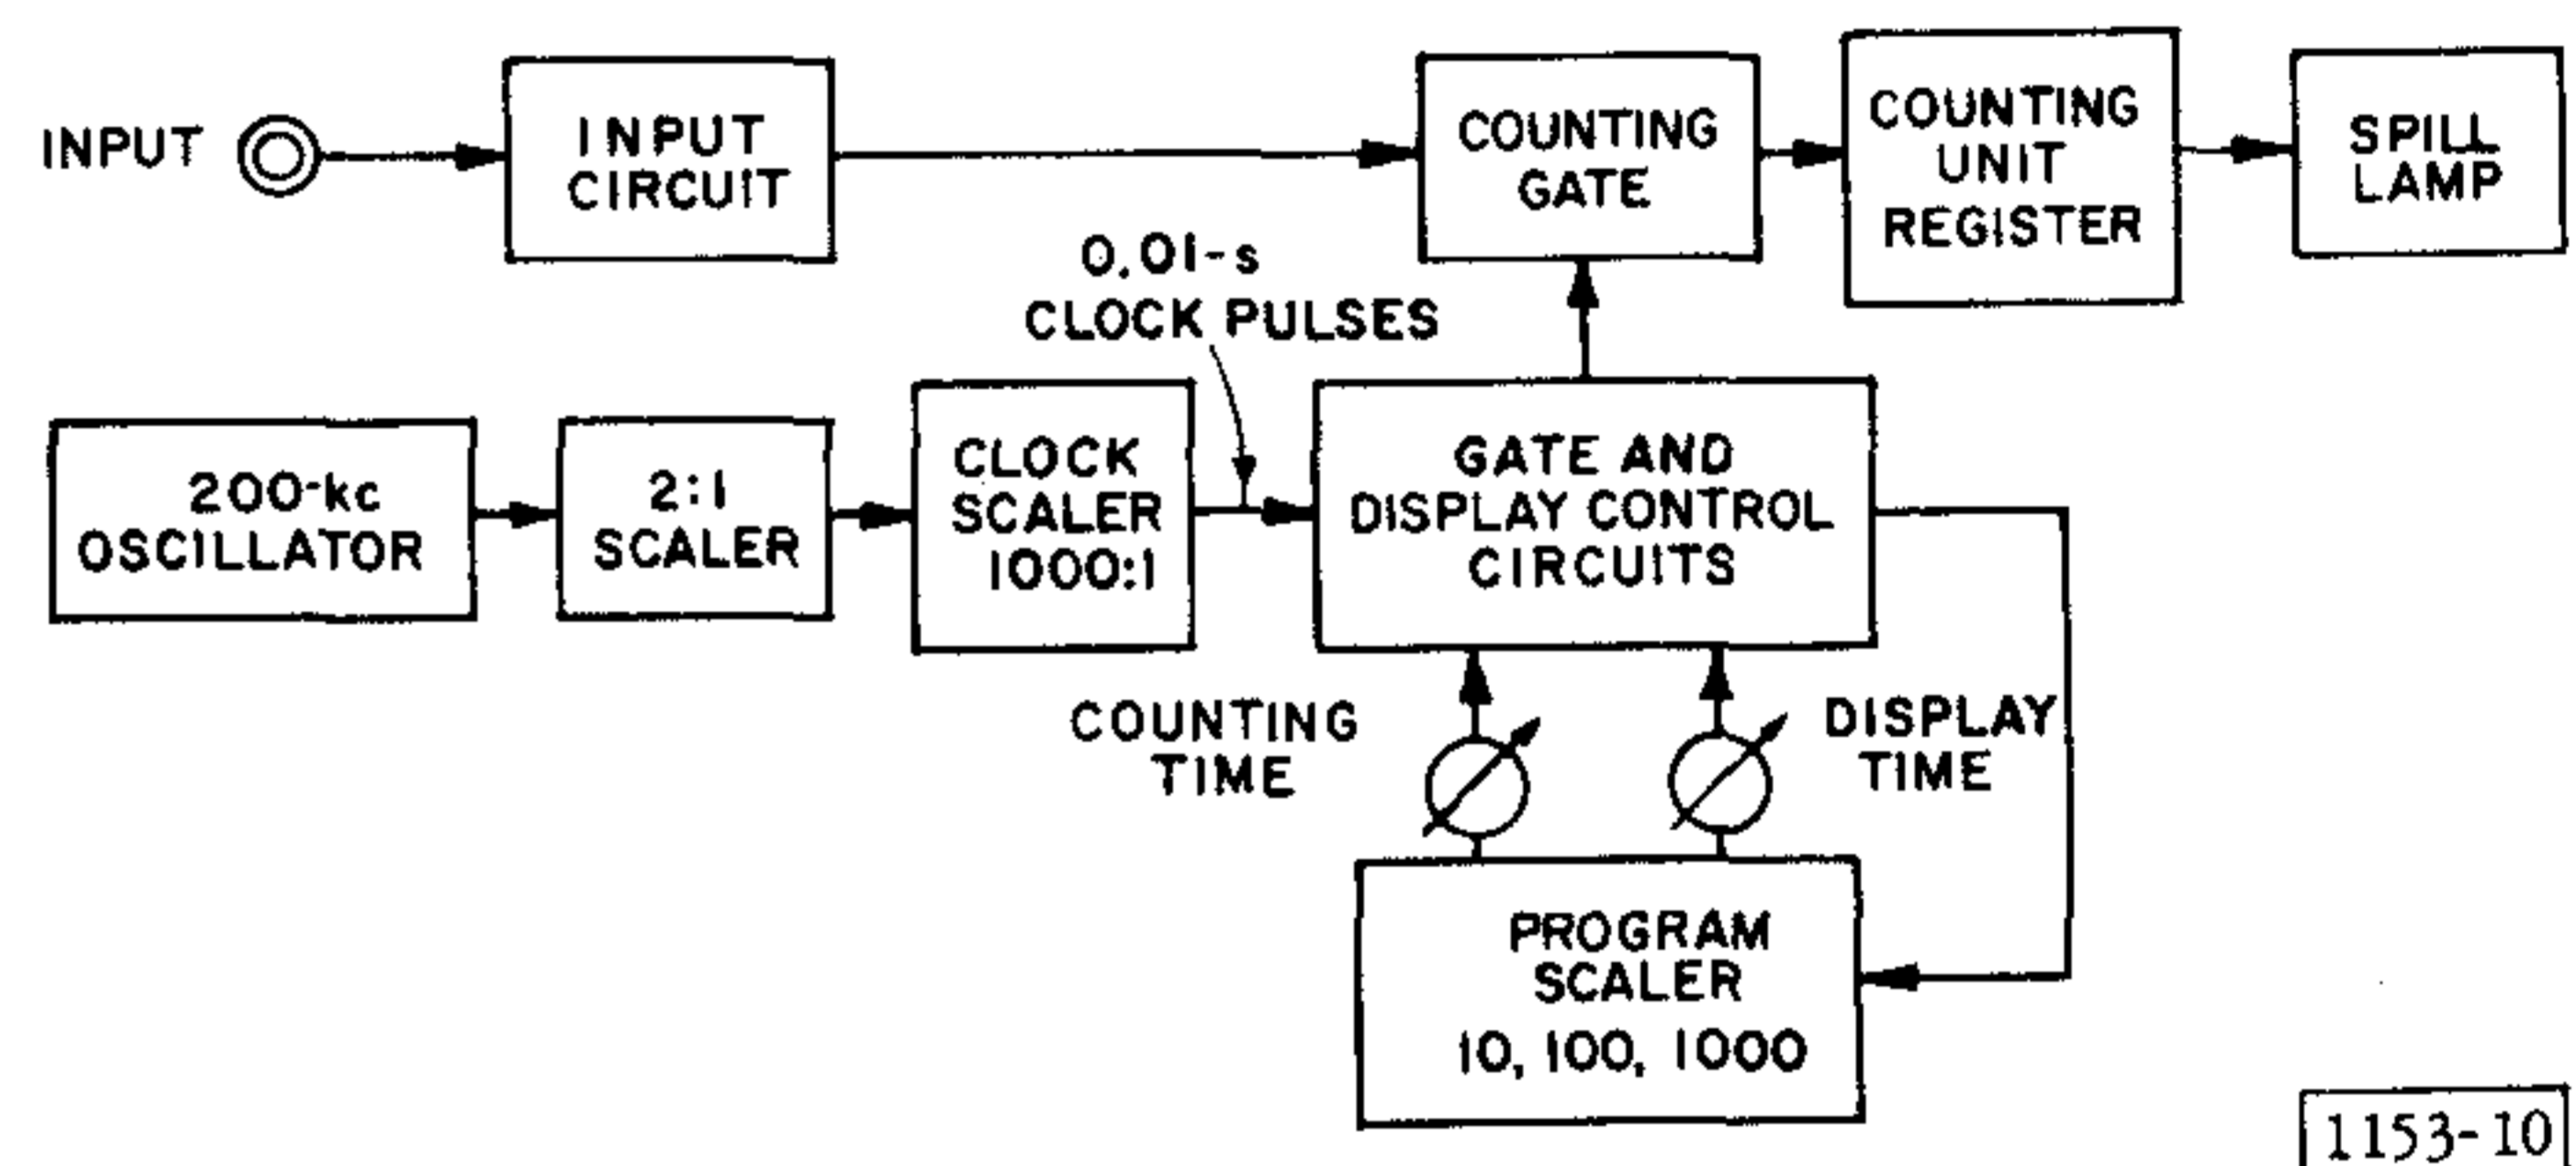 INPUT
INPUT
CIRCUIT
COUNTING
GATE
COUNTING
UNIT
REGISTER
SPILL
LAMP
0.01-s
CLOCK PULSES
200-kc
OSCILLATOR
2:1
SCALER
CLOCK
SCALER
1000:1
GATE AND
DISPLAY CONTROL
CIRCUITS
COUNTING
TIME
DISPLAY
TIME
PROGRAM
SCALER
10, 100, 1000
1153-10